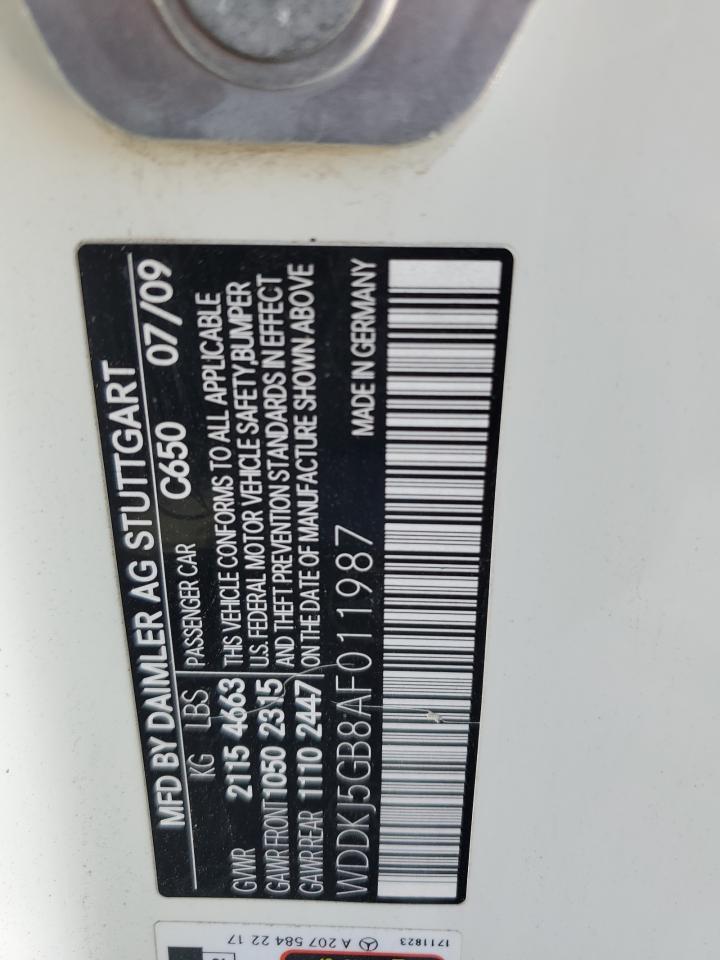 MFD BY DAIMLER AG STUTTGART
C650 07/09
KG LBS PASSENGER CAR
GVWR 2115 4663
GAWR FRONT 1050 2315
GAWR REAR 1110 2447
THIS VEHICLE CONFORMS TO ALL APPLICABLE
U.S. FEDERAL MOTOR VEHICLE SAFETY,BUMPER
AND THEFT PREVENTION STANDARDS IN EFFECT
ON THE DATE OF MANUFACTURE SHOWN ABOVE
WDDKJ5GB8AF011987 MADE IN GERMANY
1711823 A 207 584 22 17